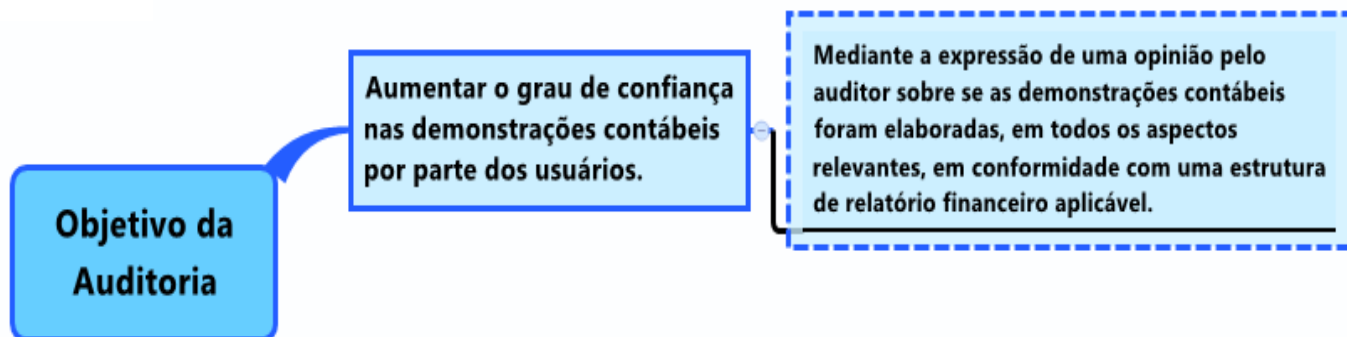 Objetivo da
Auditoria
Aumentar o grau de confiança
nas demonstrações contábeis
por parte dos usuários.
Mediante a expressão de uma opinião pelo
auditor sobre se as demonstrações contábeis
foram elaboradas, em todos os aspectos
relevantes, em conformidade com uma estrutura
de relatório financeiro aplicável.